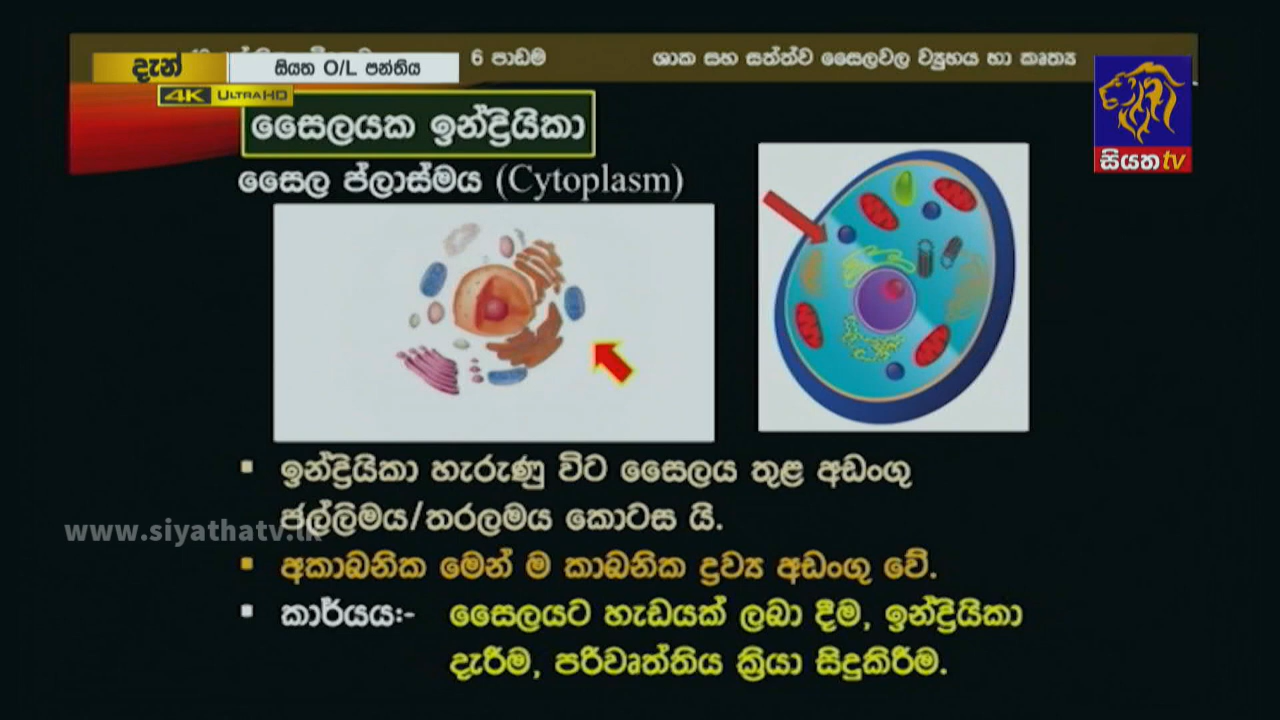 6 පාඩම
ශාක සහ සත්ත්ව සෛලවල ව්‍යුහය හා කෘත්‍ය
දැන්
සියත O/L පන්තිය
4K ULTRA HD
සියත tv
සෛලයක ඉන්ද්‍රියිකා
සෛල ප්ලාස්මය (Cytoplasm)
▪ ඉන්ද්‍රියිකා හැරුණු විට සෛලය තුළ අඩංගු
ජල්ලිමය/තරලමය කොටස යි.
www.siyathatv.lk
▪ අකාබනික මෙන් ම කාබනික ද්‍රව්‍ය අඩංගු වේ.
▪ කාර්යය:- සෛලයට හැඩයක් ලබා දීම, ඉන්ද්‍රියිකා
දැරීම, පරිවෘත්තිය ක්‍රියා සිදුකිරීම.